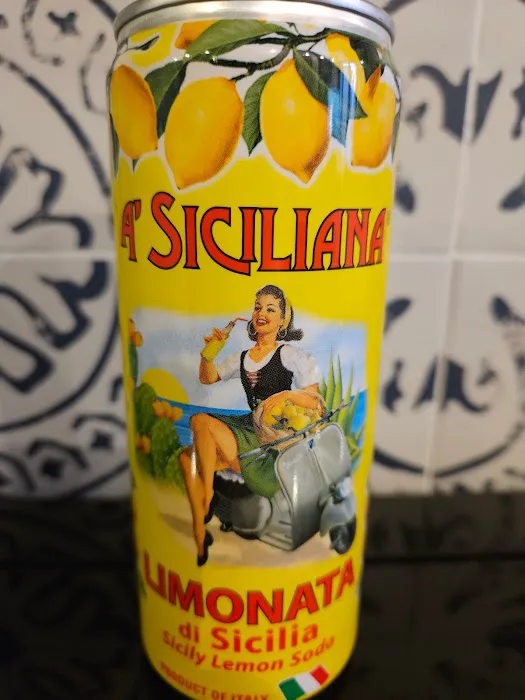 A' SICILIANA
LIMONATA
di Sicilia
Sicily Lemon Soda
PRODUCT OF ITALY